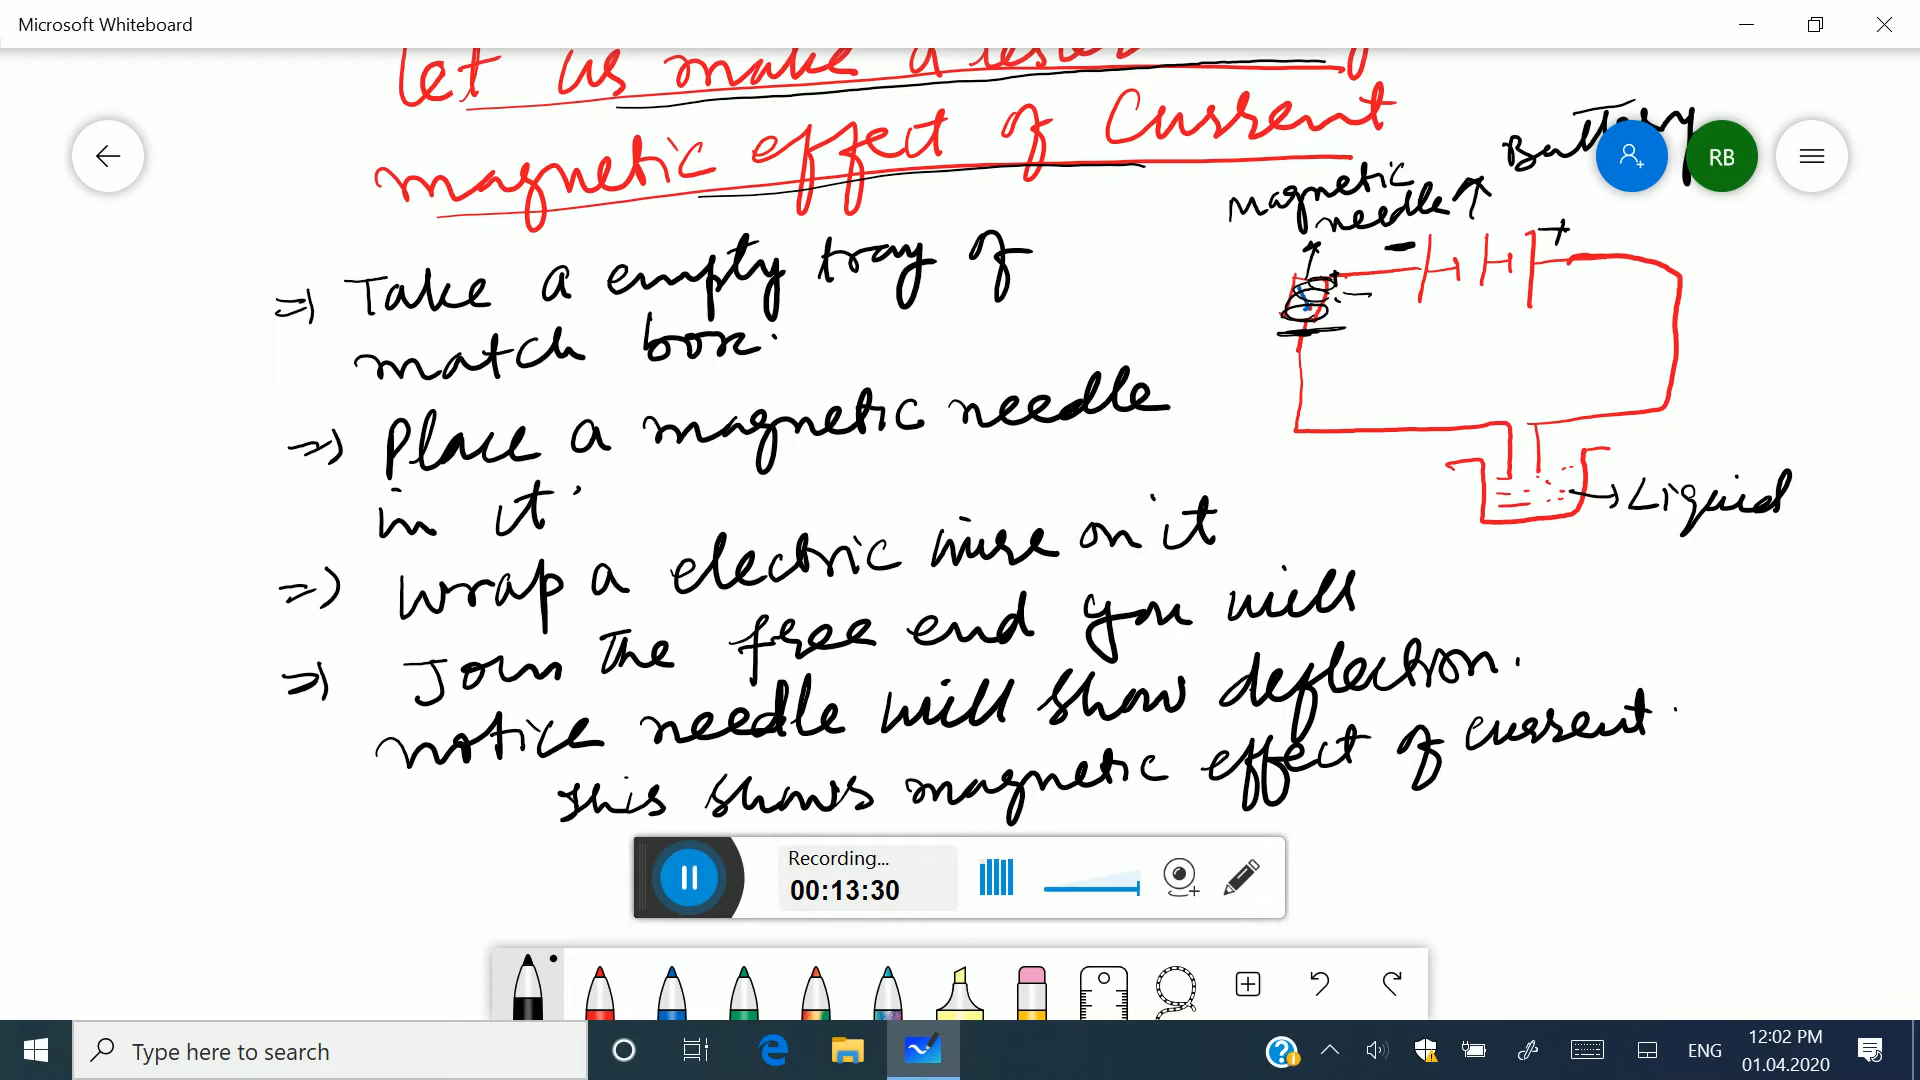 Microsoft Whiteboard
let us make a
magnetic effect of Current
Battery
RB
magnetic
needle
- +
=> Take a empty tray of
match box.
=> Place a magnetic needle
in it.
Liquid
=> Wrap a electric wire on it
=> Join the free end you will
notice needle will show deflection.
This shows magnetic effect of current.
Recording...
00:13:30
Type here to search
ENG
12:02 PM
01.04.2020